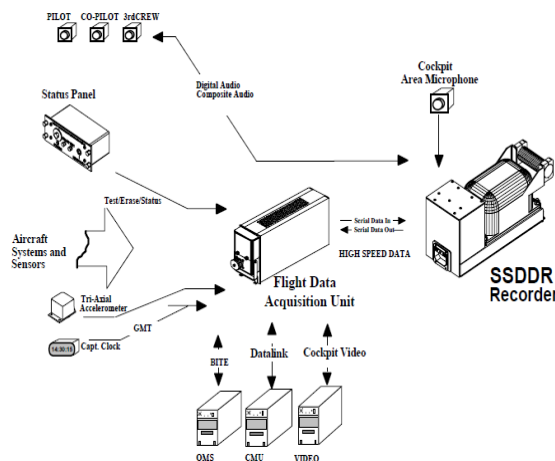 PILOT CO-PILOT 3rdCREW
Digital Audio
Composite Audio
Cockpit
Area Microphone
Status Panel
Test/Erase/Status
Serial Data In
Serial Data Out
HIGH SPEED DATA
Aircraft
Systems and
Sensors
SSDDR
Recorder
Flight Data
Acquisition Unit
Tri-Axial
Accelerometer
GMT
Capt. Clock
BITE
Datalink
Cockpit Video
OMS CMU VIDEO